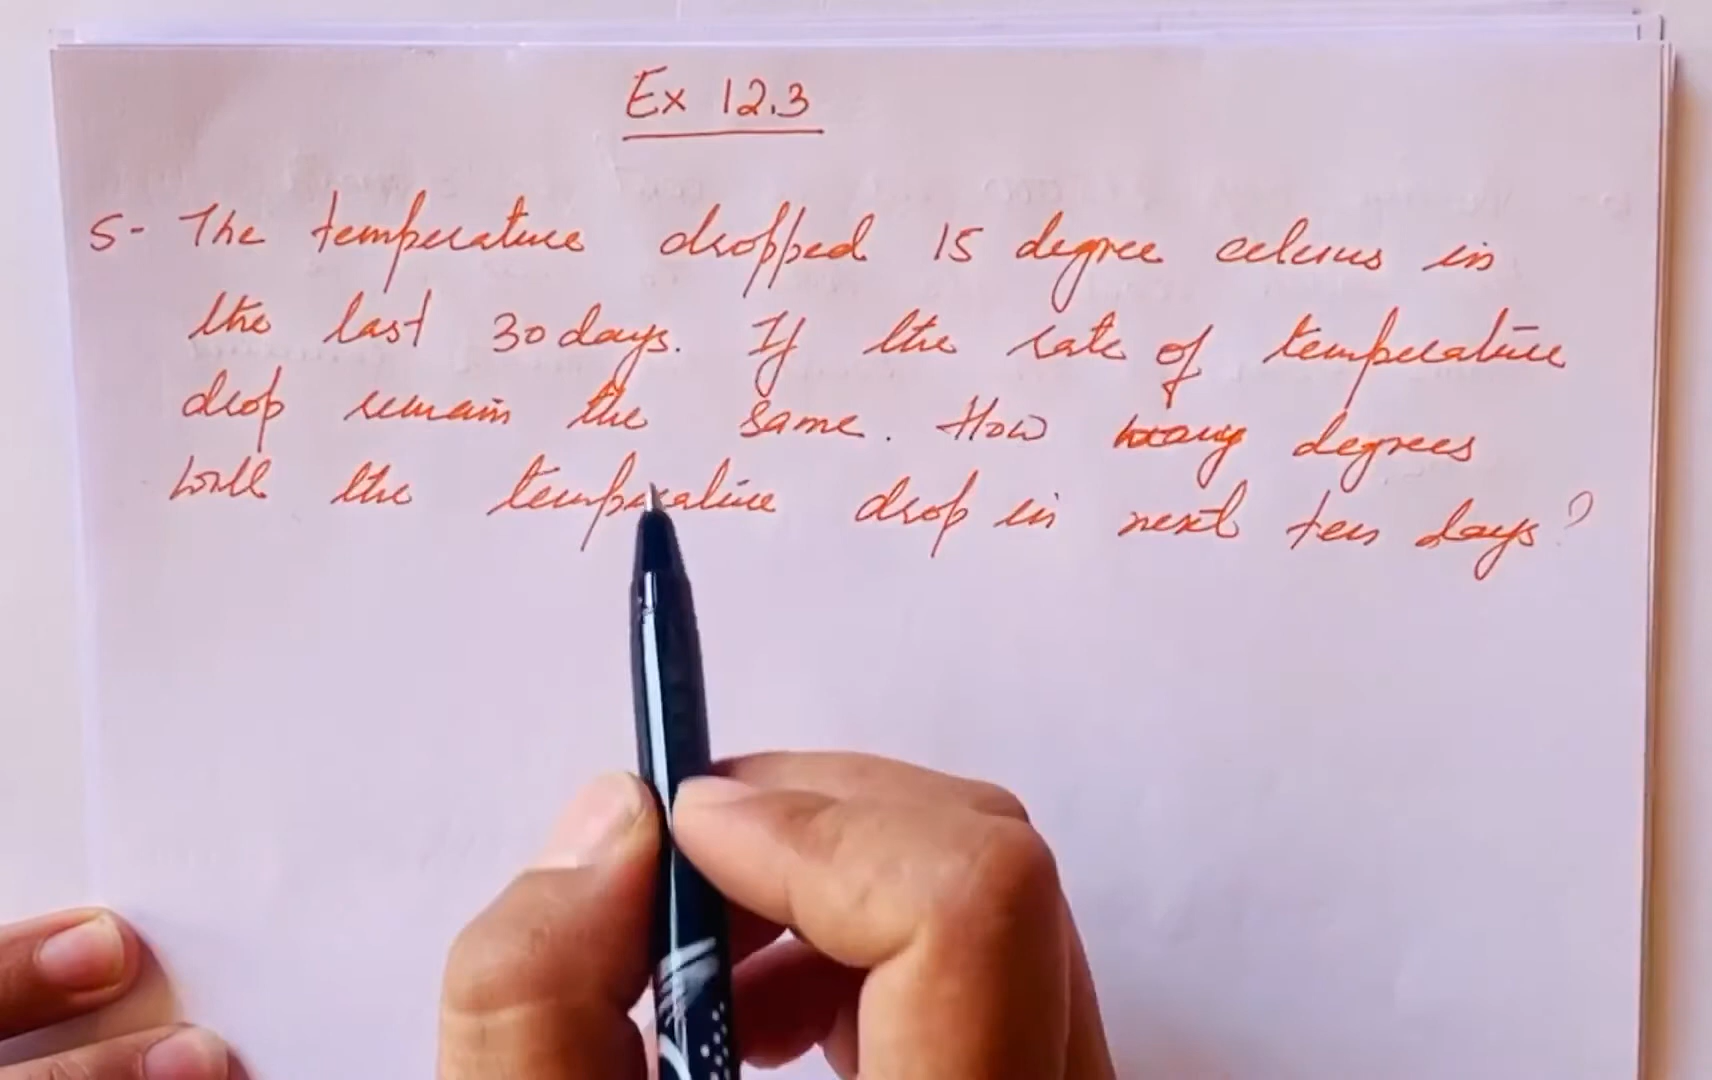 Ex 12.3
5- The temperature dropped 15 degree celcius in
the last 30 days. If the rate of temperature
drop remain the same. How many degrees
will the temperature drop in next ten days?